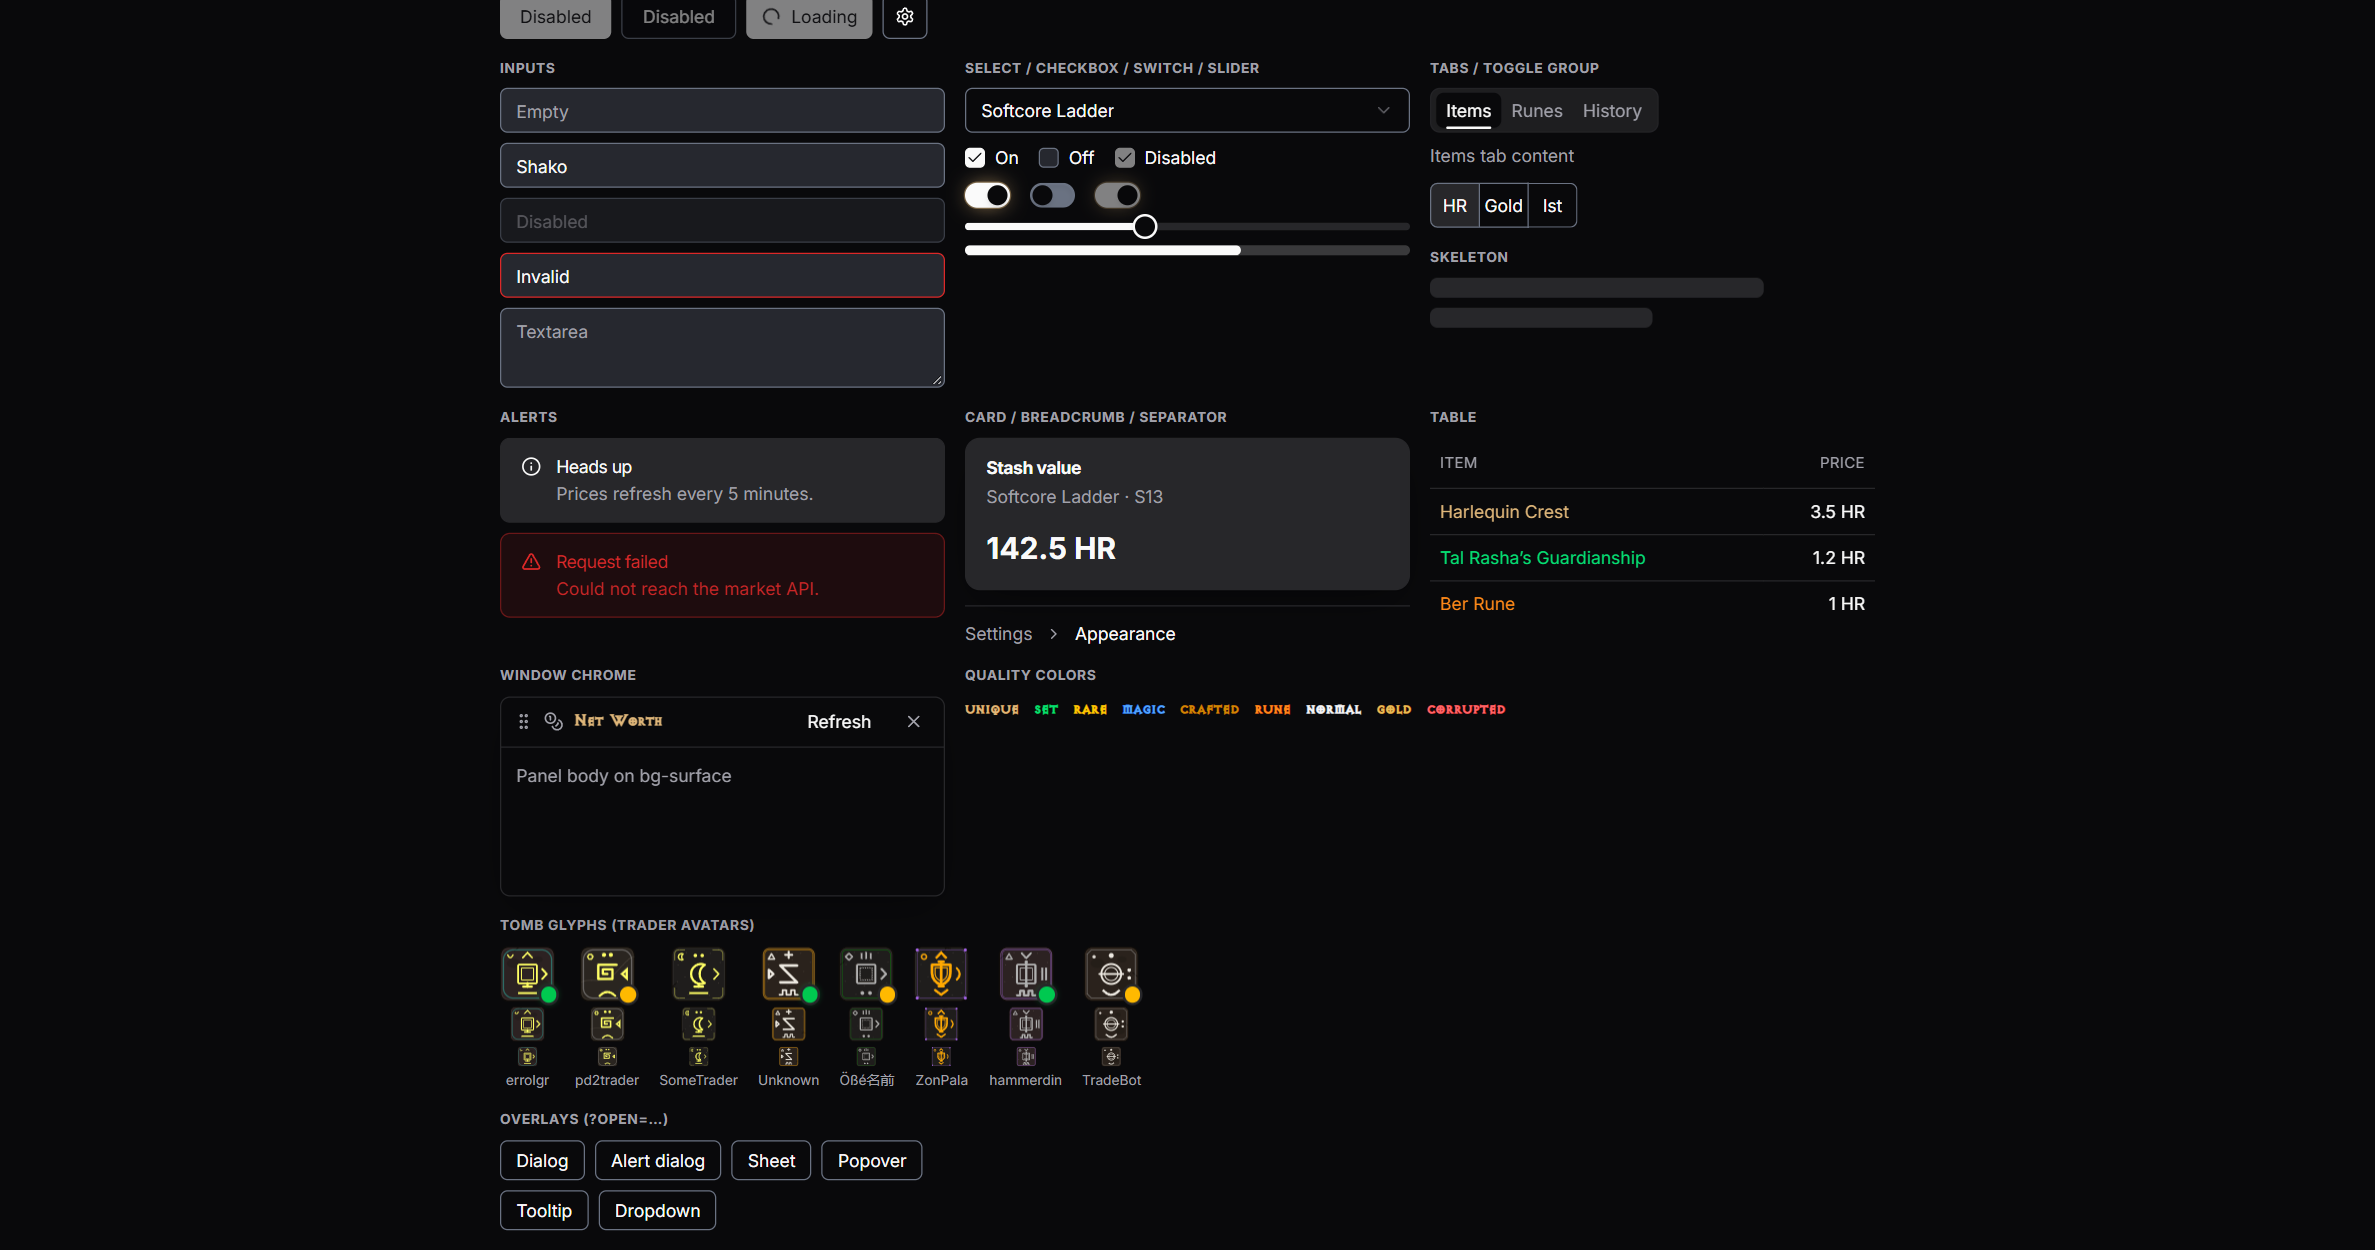 Disabled
Disabled
Loading
INPUTS
Empty
Shako
Disabled
Invalid
Textarea
SELECT / CHECKBOX / SWITCH / SLIDER
Softcore Ladder
On
Off
Disabled
TABS / TOGGLE GROUP
Items
Runes
History
Items tab content
HR
Gold
Ist
SKELETON
ALERTS
Heads up
Prices refresh every 5 minutes.
Request failed
Could not reach the market API.
CARD / BREADCRUMB / SEPARATOR
Stash value
Softcore Ladder · S13
142.5 HR
Settings
Appearance
TABLE
ITEM PRICE
Harlequin Crest 3.5 HR
Tal Rasha’s Guardianship 1.2 HR
Ber Rune 1 HR
WINDOW CHROME
Net Worth
Refresh
Panel body on bg-surface
QUALITY COLORS
UNIQUE SET RARE MAGIC CRAFTED RUNE NORMAL GOLD CORRUPTED
TOMB GLYPHS (TRADER AVATARS)
errolgr pd2trader SomeTrader Unknown Ößé名前 ZonPala hammerdin TradeBot
OVERLAYS (?OPEN=...)
Dialog
Alert dialog
Sheet
Popover
Tooltip
Dropdown